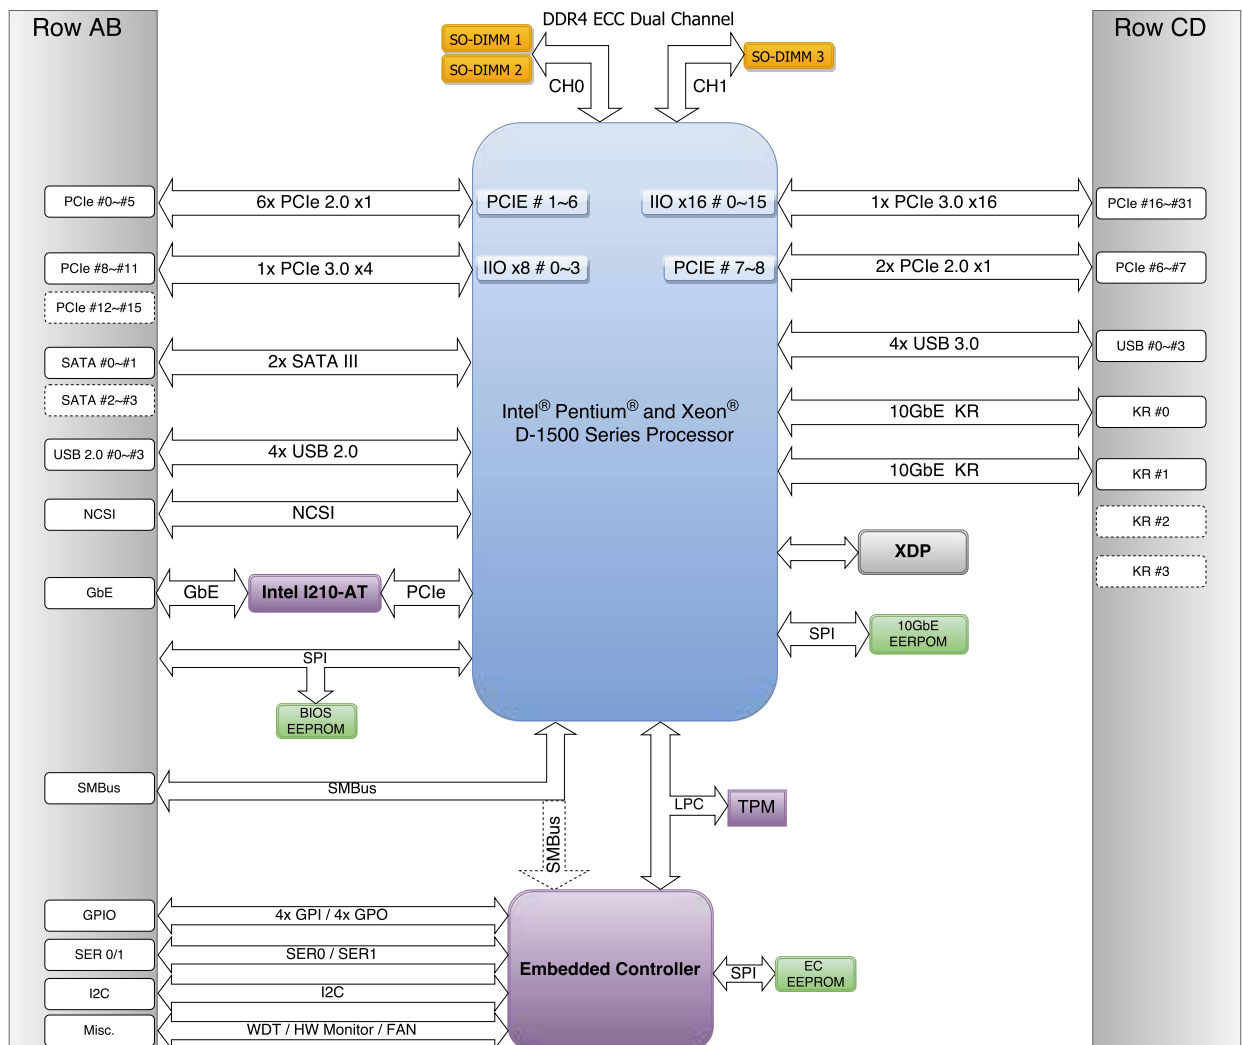 Row AB
DDR4 ECC Dual Channel
Row CD
SO-DIMM 1
SO-DIMM 2
SO-DIMM 3
CH0
CH1
PCIe #0~#5
6x PCIe 2.0 x1
PCIE # 1~6
IIO x16 # 0~15
1x PCIe 3.0 x16
PCIe #16~#31
PCIe #8~#11
1x PCIe 3.0 x4
IIO x8 # 0~3
PCIE # 7~8
2x PCIe 2.0 x1
PCIe #6~#7
PCIe #12~#15
SATA #0~#1
2x SATA III
4x USB 3.0
USB #0~#3
SATA #2~#3
Intel® Pentium® and Xeon®
D-1500 Series Processor
10GbE KR
KR #0
USB 2.0 #0~#3
4x USB 2.0
10GbE KR
KR #1
NCSI
NCSI
KR #2
XDP
KR #3
GbE
GbE
Intel I210-AT
PCIe
SPI
10GbE
EERPOM
SPI
BIOS
EEPROM
SMBus
SMBus
LPC
TPM
SMBus
GPIO
4x GPI / 4x GPO
SER 0/1
SER0 / SER1
Embedded Controller
SPI
EC
EEPROM
I2C
I2C
Misc.
WDT / HW Monitor / FAN